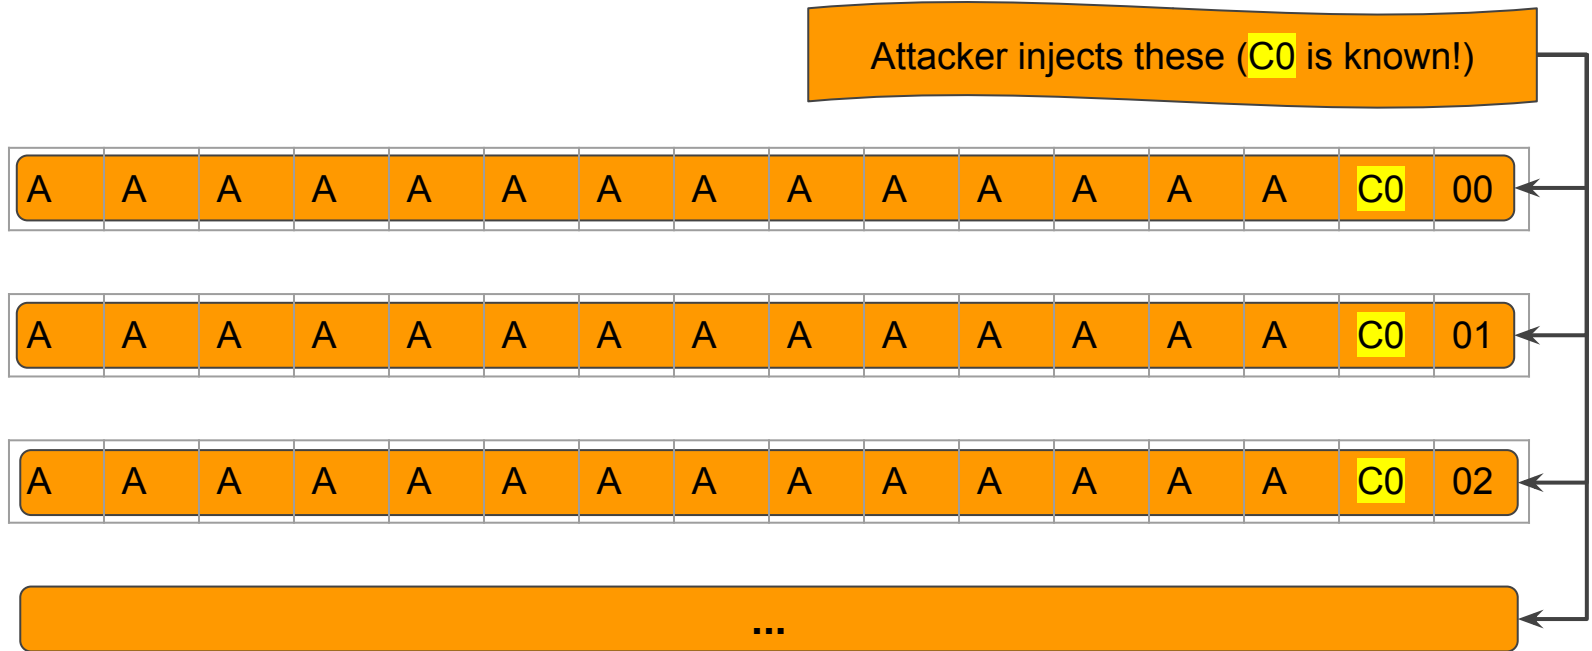 Attacker injects these (C0 is known!)
A A A A A A A A A A A A A A C0 00
A A A A A A A A A A A A A A C0 01
A A A A A A A A A A A A A A C0 02
...